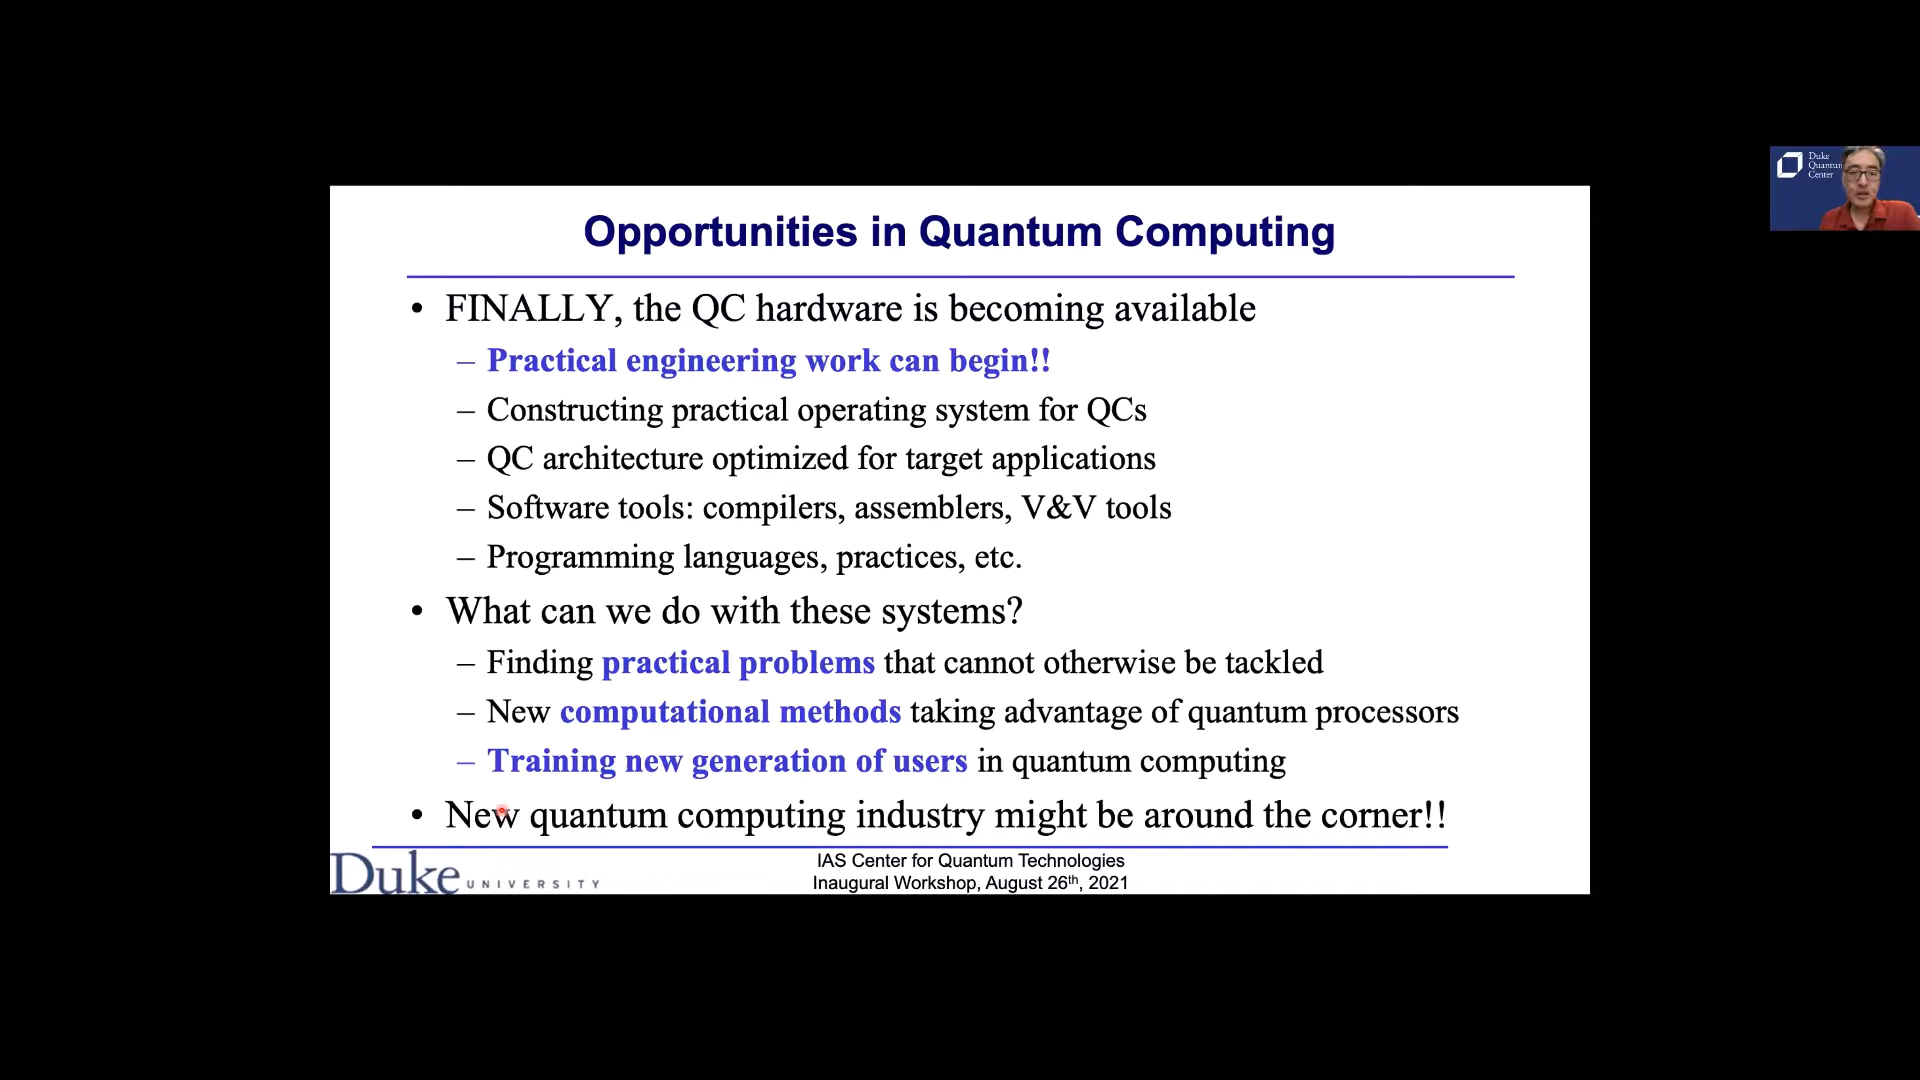 Opportunities in Quantum Computing
• FINALLY, the QC hardware is becoming available
– Practical engineering work can begin!!
– Constructing practical operating system for QCs
– QC architecture optimized for target applications
– Software tools: compilers, assemblers, V&V tools
– Programming languages, practices, etc.
• What can we do with these systems?
– Finding practical problems that cannot otherwise be tackled
– New computational methods taking advantage of quantum processors
– Training new generation of users in quantum computing
• New quantum computing industry might be around the corner!!
Duke UNIVERSITY
IAS Center for Quantum Technologies
Inaugural Workshop, August 26th, 2021
Duke
Quantum
Center